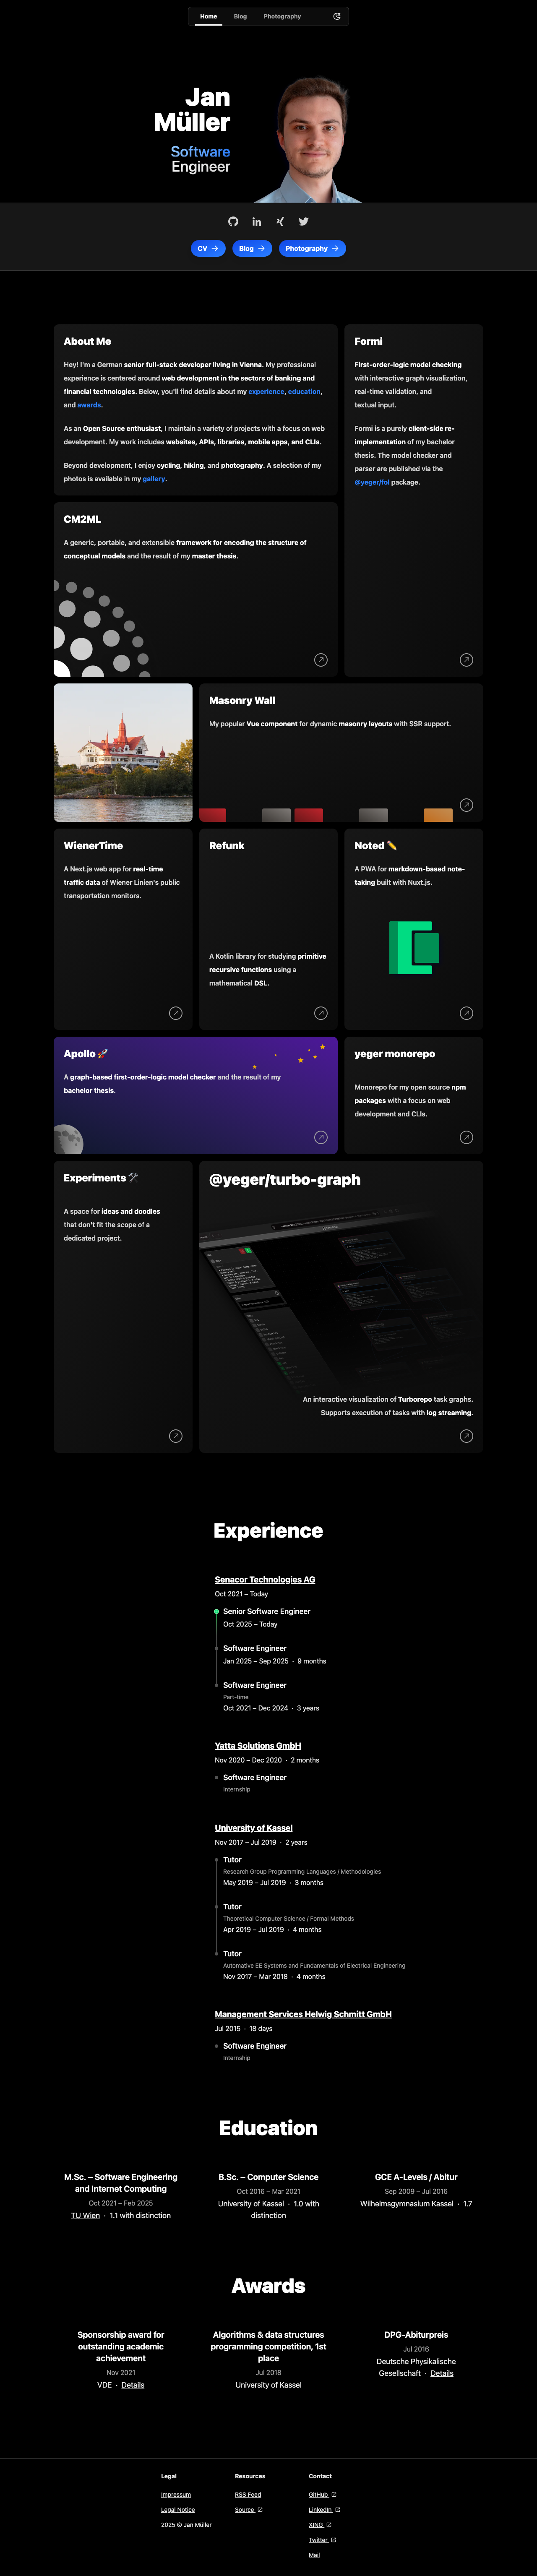 Home Blog Photography
Jan
Müller
Software
Engineer
CV
Blog
Photography
About Me
Hey! I'm a German senior full-stack developer living in Vienna. My professional
experience is centered around web development in the sectors of banking and
financial technologies. Below, you'll find details about my experience, education,
and awards.
As an Open Source enthusiast, I maintain a variety of projects with a focus on web
development. My work includes websites, APIs, libraries, mobile apps, and CLIs.
Beyond development, I enjoy cycling, hiking, and photography. A selection of my
photos is available in my gallery.
Formi
First-order-logic model checking
with interactive graph visualization,
real-time validation, and
textual input.
Formi is a purely client-side re-
implementation of my bachelor
thesis. The model checker and
parser are published via the
@yeger/fol package.
CM2ML
A generic, portable, and extensible framework for encoding the structure of
conceptual models and the result of my master thesis.
Masonry Wall
My popular Vue component for dynamic masonry layouts with SSR support.
WienerTime
A Next.js web app for real-time
traffic data of Wiener Linien's public
transportation monitors.
Refunk
A Kotlin library for studying primitive
recursive functions using a
mathematical DSL.
Noted ✏️
A PWA for markdown-based note-
taking built with Nuxt.js.
Apollo 🚀
A graph-based first-order-logic model checker and the result of my
bachelor thesis.
yeger monorepo
Monorepo for my open source npm
packages with a focus on web
development and CLIs.
Experiments 🛠️
A space for ideas and doodles
that don't fit the scope of a
dedicated project.
@yeger/turbo-graph
An interactive visualization of Turborepo task graphs.
Supports execution of tasks with log streaming.
Experience
Senacor Technologies AG
Oct 2021 – Today
Senior Software Engineer
Oct 2025 – Today
Software Engineer
Jan 2025 – Sep 2025 · 9 months
Software Engineer
Part-time
Oct 2021 – Dec 2024 · 3 years
Yatta Solutions GmbH
Nov 2020 – Dec 2020 · 2 months
Software Engineer
Internship
University of Kassel
Nov 2017 – Jul 2019 · 2 years
Tutor
Research Group Programming Languages / Methodologies
May 2019 – Jul 2019 · 3 months
Tutor
Theoretical Computer Science / Formal Methods
Apr 2019 – Jul 2019 · 4 months
Tutor
Automotive EE Systems and Fundamentals of Electrical Engineering
Nov 2017 – Mar 2018 · 4 months
Management Services Helwig Schmitt GmbH
Jul 2015 · 18 days
Software Engineer
Internship
Education
M.Sc. – Software Engineering
and Internet Computing
Oct 2021 – Feb 2025
TU Wien · 1.1 with distinction
B.Sc. – Computer Science
Oct 2016 – Mar 2021
University of Kassel · 1.0 with
distinction
GCE A-Levels / Abitur
Sep 2009 – Jul 2016
Wilhelmsgymnasium Kassel · 1.7
Awards
Sponsorship award for
outstanding academic
achievement
Nov 2021
VDE · Details
Algorithms & data structures
programming competition, 1st
place
Jul 2018
University of Kassel
DPG-Abiturpreis
Jul 2016
Deutsche Physikalische
Gesellschaft · Details
Legal
Impressum
Legal Notice
2025 © Jan Müller
Resources
RSS Feed
Source
Contact
GitHub
LinkedIn
XING
Twitter
Mail